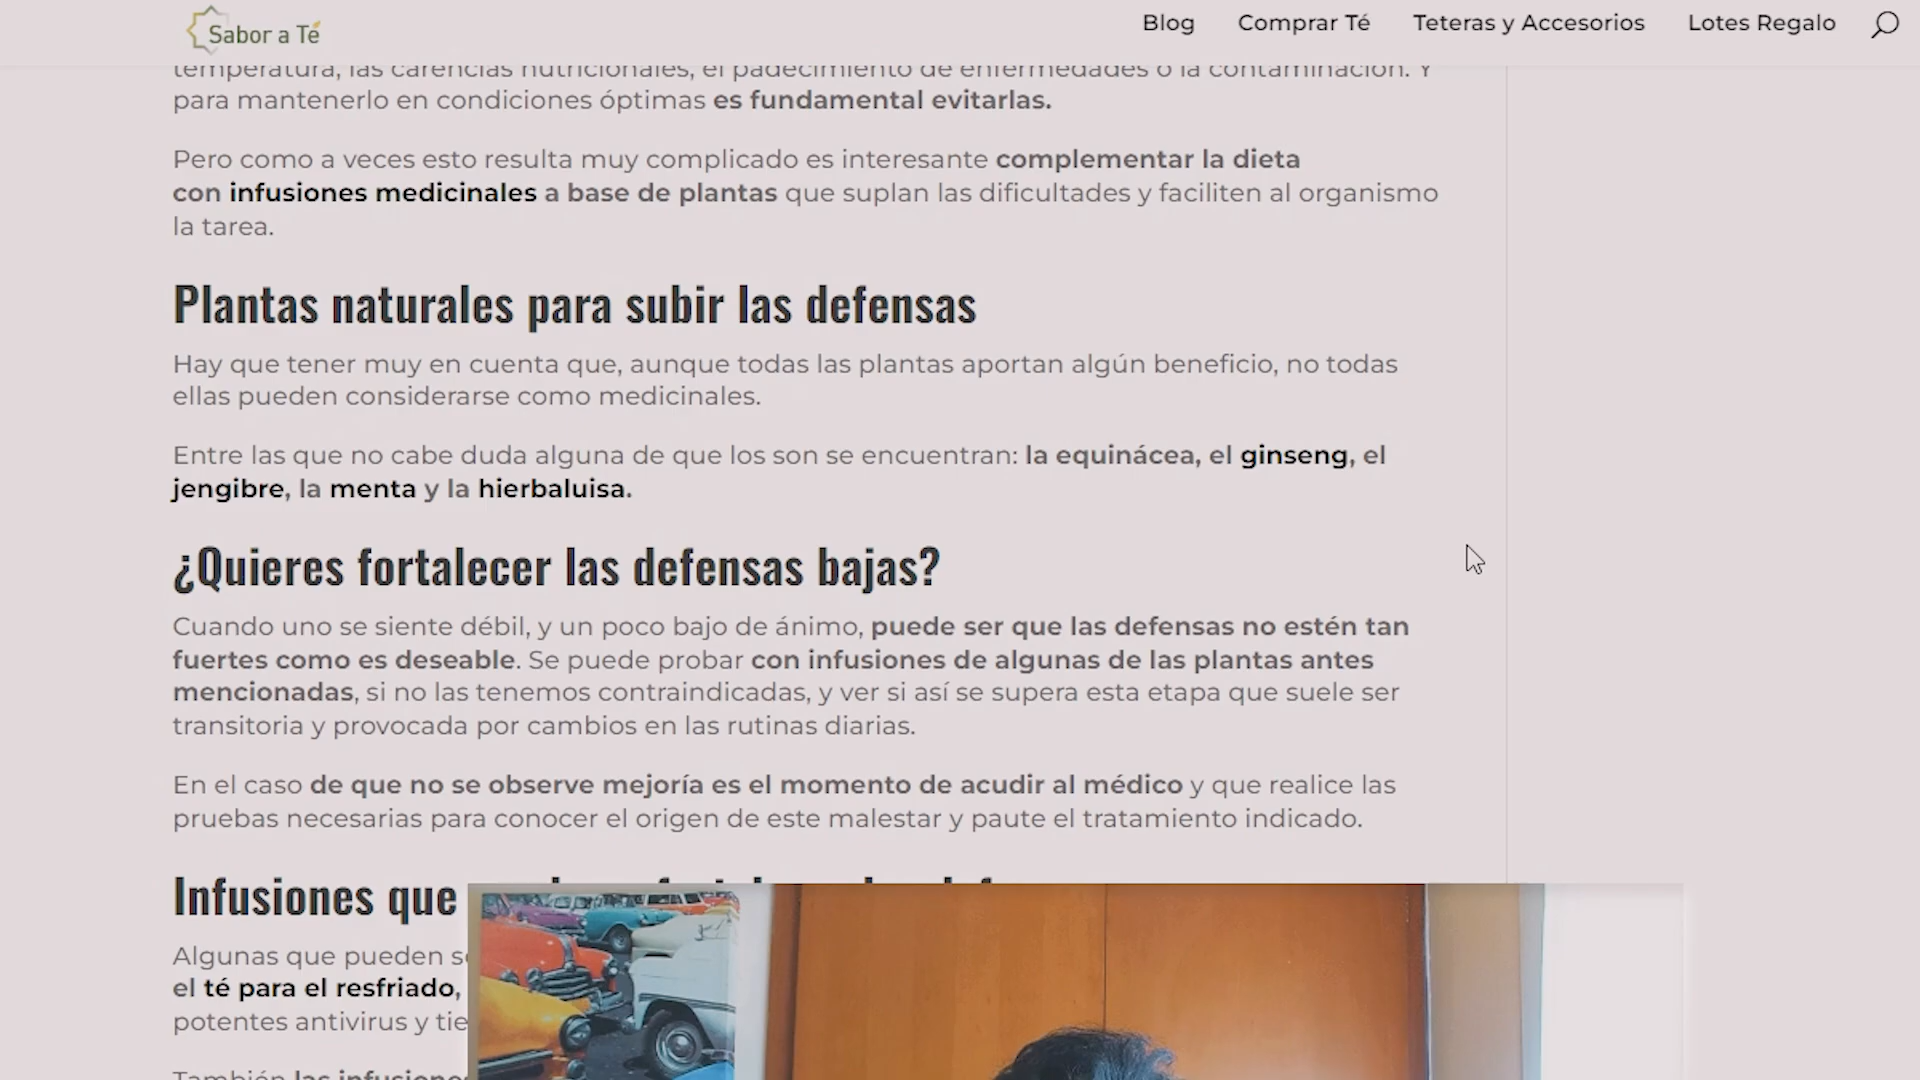 Sabor a Té
Blog Comprar Té Teteras y Accesorios Lotes Regalo
temperatura, las carencias nutricionales, el padecimiento de enfermedades o la contaminación. Y
para mantenerlo en condiciones óptimas es fundamental evitarlas.
Pero como a veces esto resulta muy complicado es interesante complementar la dieta
con infusiones medicinales a base de plantas que suplan las dificultades y faciliten al organismo
la tarea.
Plantas naturales para subir las defensas
Hay que tener muy en cuenta que, aunque todas las plantas aportan algún beneficio, no todas
ellas pueden considerarse como medicinales.
Entre las que no cabe duda alguna de que los son se encuentran: la equinácea, el ginseng, el
jengibre, la menta y la hierbaluisa.
¿Quieres fortalecer las defensas bajas?
Cuando uno se siente débil, y un poco bajo de ánimo, puede ser que las defensas no estén tan
fuertes como es deseable. Se puede probar con infusiones de algunas de las plantas antes
mencionadas, si no las tenemos contraindicadas, y ver si así se supera esta etapa que suele ser
transitoria y provocada por cambios en las rutinas diarias.
En el caso de que no se observe mejoría es el momento de acudir al médico y que realice las
pruebas necesarias para conocer el origen de este malestar y paute el tratamiento indicado.
Infusiones que
Algunas que pueden
el té para el resfriado,
potentes antivirus y
También las infusiones